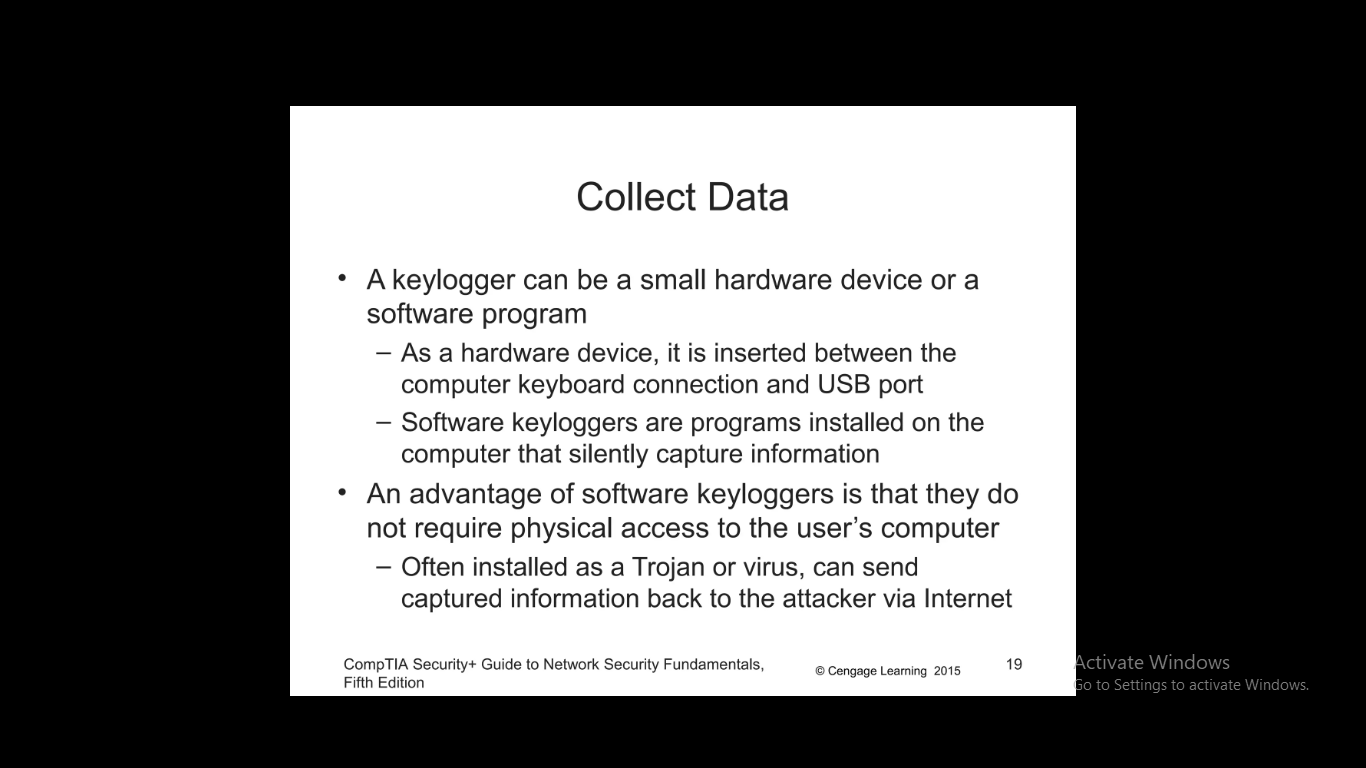 Collect Data
• A keylogger can be a small hardware device or a
software program
– As a hardware device, it is inserted between the
computer keyboard connection and USB port
– Software keyloggers are programs installed on the
computer that silently capture information
• An advantage of software keyloggers is that they do
not require physical access to the user’s computer
– Often installed as a Trojan or virus, can send
captured information back to the attacker via Internet
CompTIA Security+ Guide to Network Security Fundamentals,
Fifth Edition
© Cengage Learning 2015
19
Activate Windows
Go to Settings to activate Windows.